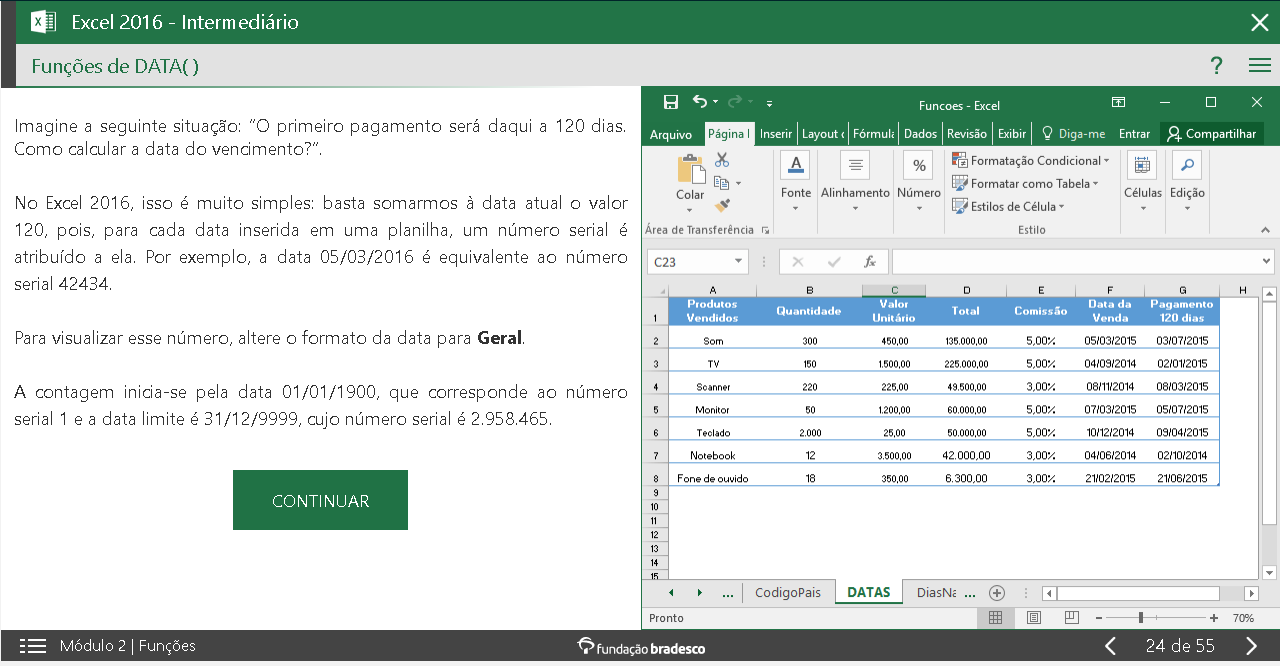 Excel 2016 - Intermediário
Funções de DATA( )
?
Imagine a seguinte situação: “O primeiro pagamento será daqui a 120 dias.
Como calcular a data do vencimento?”.
No Excel 2016, isso é muito simples: basta somarmos à data atual o valor
120, pois, para cada data inserida em uma planilha, um número serial é
atribuído a ela. Por exemplo, a data 05/03/2016 é equivalente ao número
serial 42434.
Para visualizar esse número, altere o formato da data para Geral.
A contagem inicia-se pela data 01/01/1900, que corresponde ao número
serial 1 e a data limite é 31/12/9999, cujo número serial é 2.958.465.
CONTINUAR
Funcoes - Excel
Arquivo Página I Inserir Layout d Fórmula Dados Revisão Exibir Diga-me Entrar Compartilhar
Colar
Área de Transferência
Fonte
Alinhamento
%
Número
Formatação Condicional
Formatar como Tabela
Estilos de Célula
Estilo
Células
Edição
C23 fx
A B C D E F G H
1 Produtos Vendidos Quantidade Valor Unitário Total Comissão Data da Venda Pagamento 120 dias
2 Som 300 450,00 135.000,00 5,00% 05/03/2015 03/07/2015
3 TV 150 1.500,00 225.000,00 5,00% 04/09/2014 02/01/2015
4 Scanner 220 225,00 49.500,00 3,00% 08/11/2014 08/03/2015
5 Monitor 50 1.200,00 60.000,00 5,00% 07/03/2015 05/07/2015
6 Teclado 2.000 25,00 50.000,00 5,00% 10/12/2014 09/04/2015
7 Notebook 12 3.500,00 42.000,00 3,00% 04/06/2014 02/10/2014
8 Fone de ouvido 18 350,00 6.300,00 3,00% 21/02/2015 21/06/2015
9
10
11
12
13
14
15
... CodigoPais DATAS DiasNa ...
Pronto 70%
Módulo 2 | Funções
fundação bradesco
24 de 55